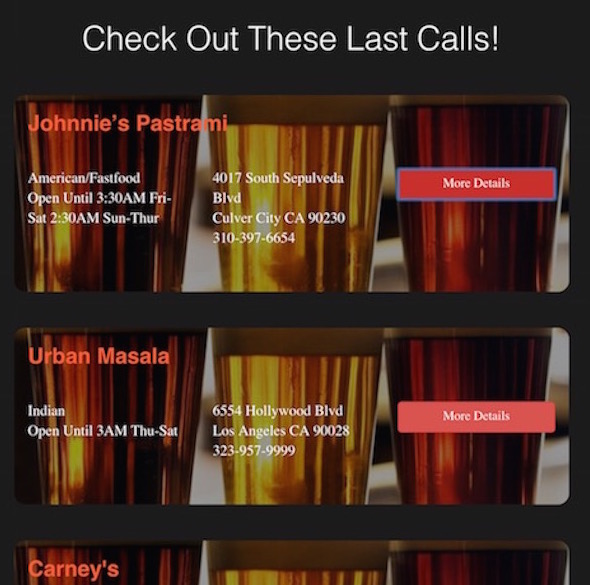 Check Out These Last Calls!
Johnnie’s Pastrami
American/Fastfood
Open Until 3:30AM Fri-
Sat 2:30AM Sun-Thur
4017 South Sepulveda
Blvd
Culver City CA 90230
310-397-6654
More Details
Urban Masala
Indian
Open Until 3AM Thu-Sat
6554 Hollywood Blvd
Los Angeles CA 90028
323-957-9999
More Details
Carney's